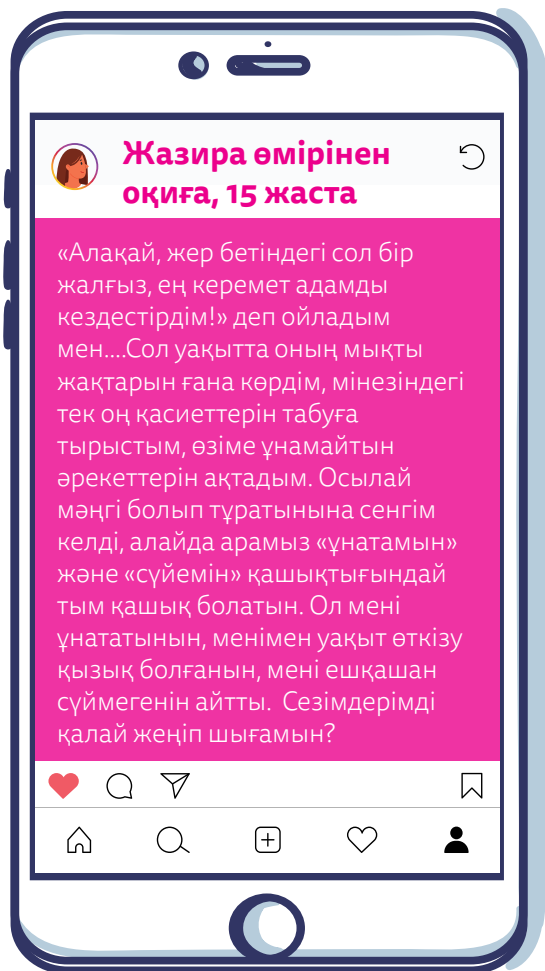 Жазира өмірінен
оқиға, 15 жаста
«Алақай, жер бетіндегі сол бір
жалғыз, ең керемет адамды
кездестірдім!» деп ойладым
мен....Сол уақытта оның мықты
жақтарын ғана көрдім, мінезіндегі
тек оң қасиеттерін табуға
тырыстым, өзіме ұнамайтын
әрекеттерін ақтадым. Осылай
мәңгі болып тұратынына сенгім
келді, алайда арамыз «ұнатамын»
және «сүйемін» қашықтығындай
тым қашық болатын. Ол мені
ұнататынын, менімен уақыт өткізу
қызық болғанын, мені ешқашан
сүймегенін айтты.  Сезімдерімді
қалай жеңіп шығамын?